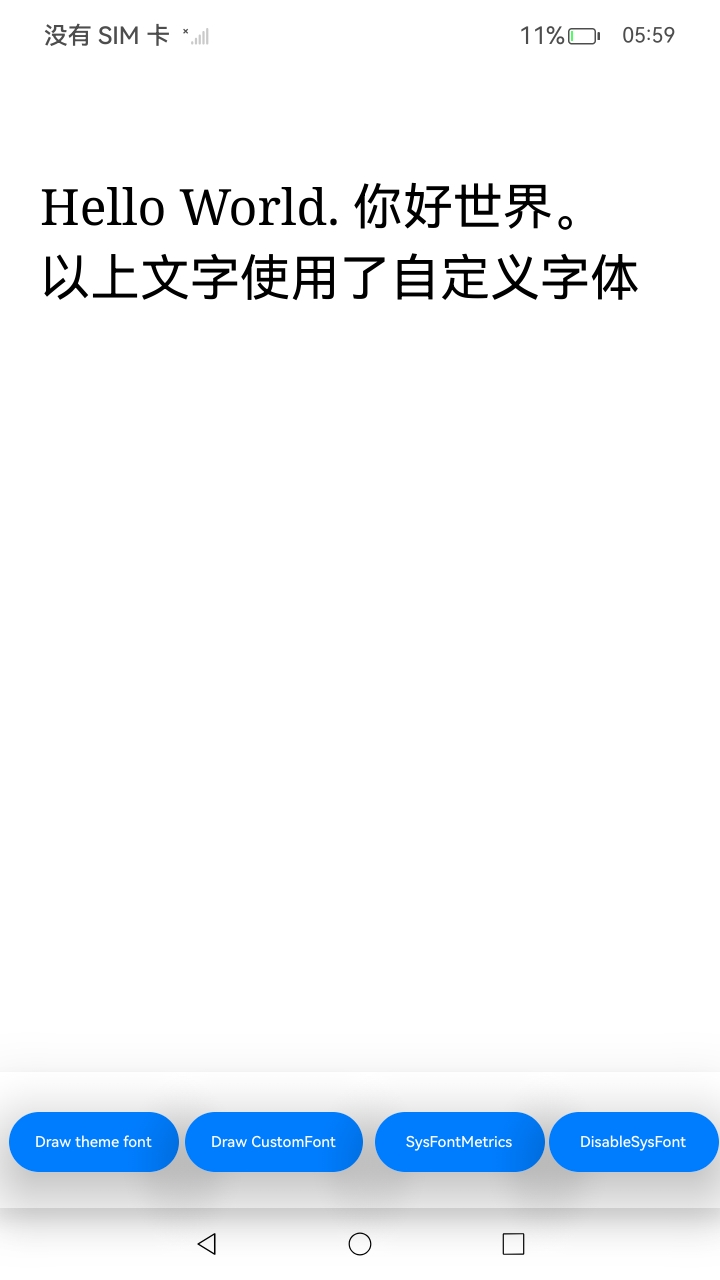 没有 SIM 卡
11%
05:59
Hello World. 你好世界。
以上文字使用了自定义字体
Draw theme font
Draw CustomFont
SysFontMetrics
DisableSysFont